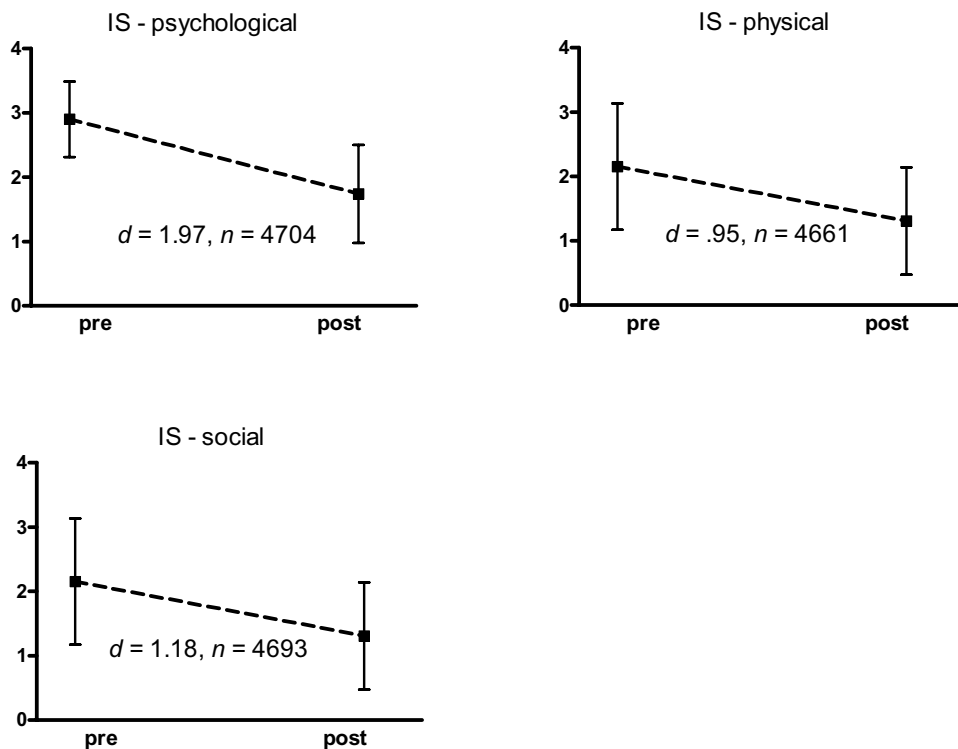 IS - psychological
4
3
2
1
0
d = 1.97, n = 4704
pre post
IS - physical
4
3
2
1
0
d = .95, n = 4661
pre post
IS - social
4
3
2
1
0
d = 1.18, n = 4693
pre post